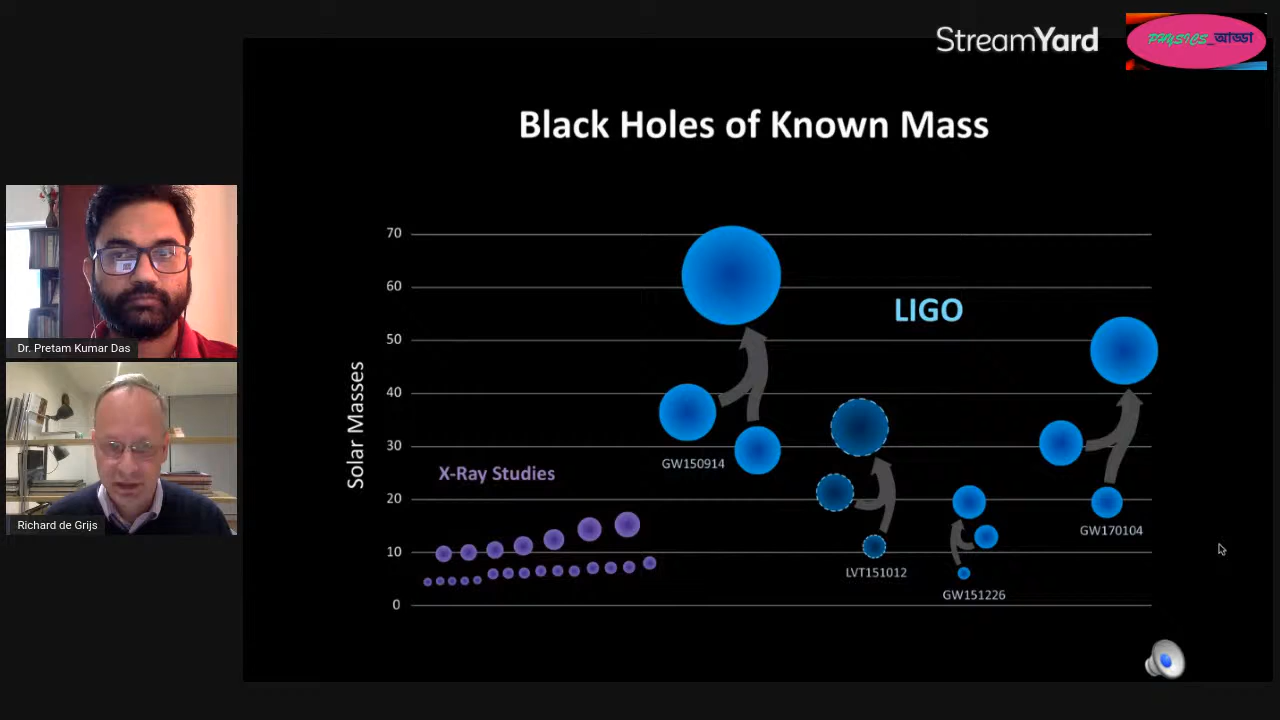 StreamYard
PHYSICS_আড্ডা
Black Holes of Known Mass
70
60
50
40
30
20
10
0
Solar Masses
X-Ray Studies
LIGO
GW150914
LVT151012
GW151226
GW170104
Dr. Pretam Kumar Das
Richard de Grijs